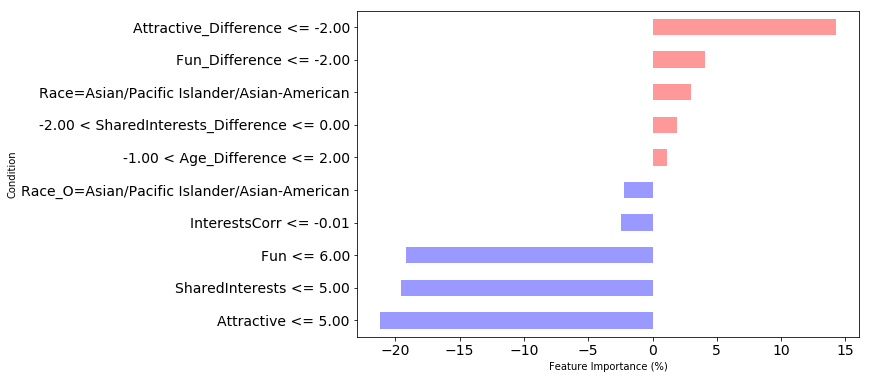 Attractive_Difference <= -2.00
Fun_Difference <= -2.00
Race=Asian/Pacific Islander/Asian-American
-2.00 < SharedInterests_Difference <= 0.00
-1.00 < Age_Difference <= 2.00
Race_O=Asian/Pacific Islander/Asian-American
InterestsCorr <= -0.01
Fun <= 6.00
SharedInterests <= 5.00
Attractive <= 5.00
Condition
−20 −15 −10 −5 0 5 10 15
Feature Importance (%)